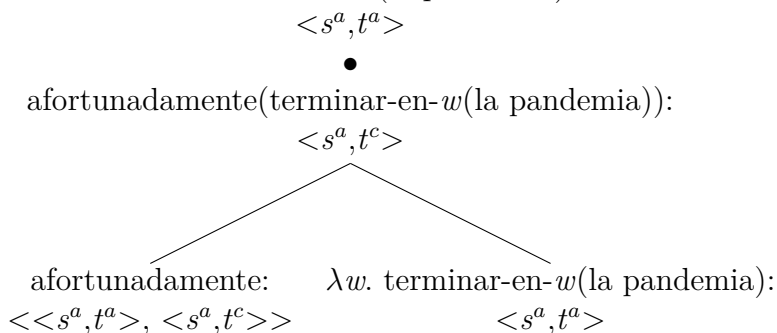 <s^a,t^a>
•
afortunadamente(terminar-en-w(la pandemia)):
<s^a,t^c>
afortunadamente: λw. terminar-en-w(la pandemia):
<<s^a,t^a>, <s^a,t^c>> <s^a,t^a>